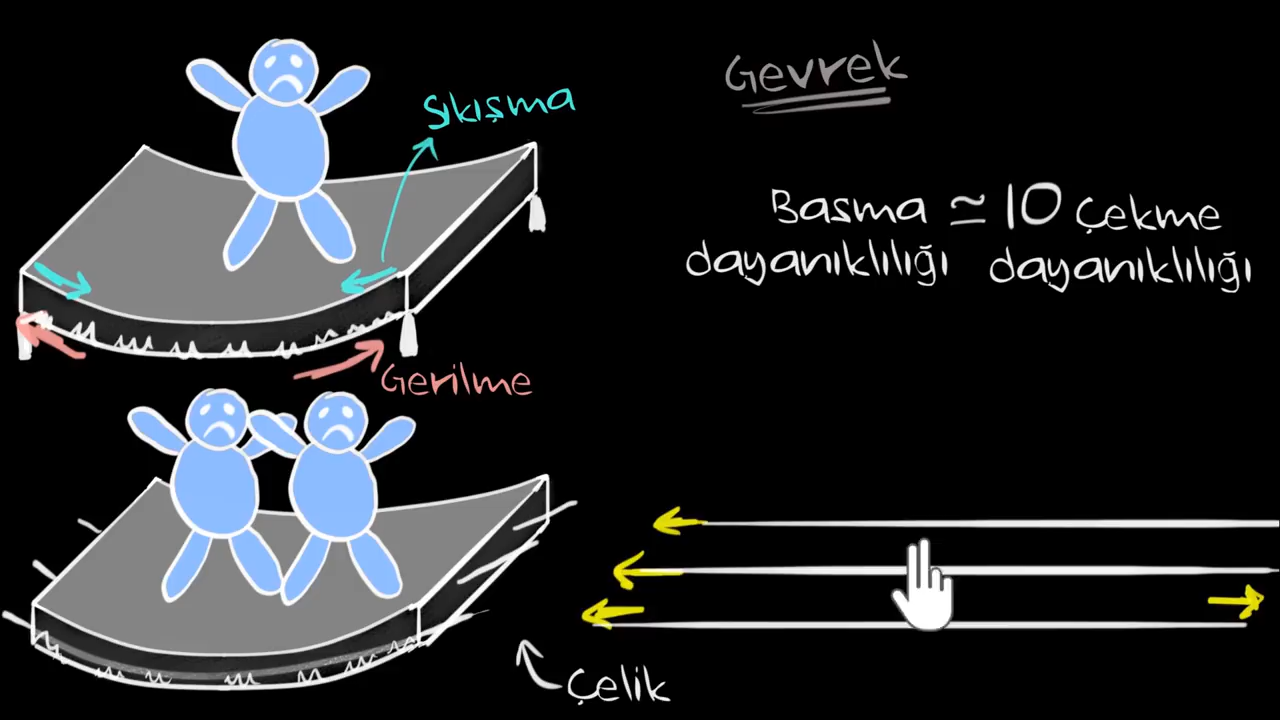 Gevrek
Sıkışma
Basma ≃ 10 Çekme
dayanıklılığı dayanıklılığı
Gerilme
Çelik